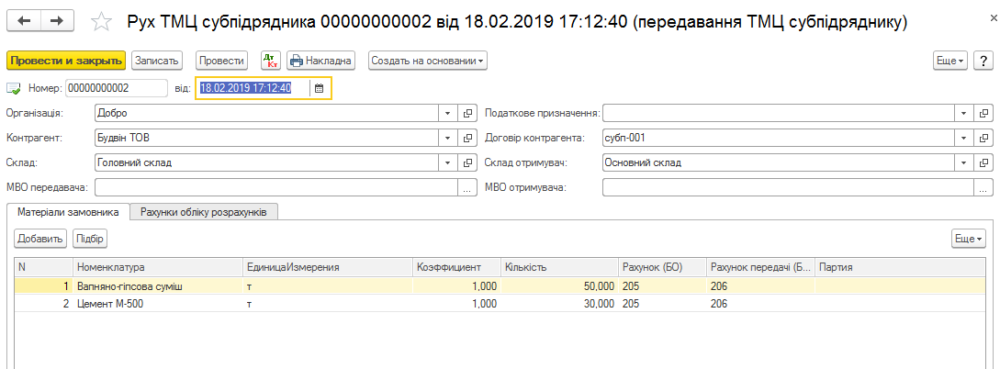 Рух ТМЦ субпідрядника 00000000002 від 18.02.2019 17:12:40 (передавання ТМЦ субпідряднику)
Провести и закрыть Записать Провести Дт Кт Накладна Создать на основании Еще ?
Номер: 00000000002 від: 18.02.2019 17:12:40
Організація: Добро Податкове призначення:
Контрагент: Будвін ТОВ Договір контрагента: субп-001
Склад: Головний склад Склад отримувач: Основний склад
МВО передавача: ... МВО отримувача: ...
Матеріали замовника Рахунки обліку розрахунків
Добавить Підбір Еще
N Номенклатура ЕдиницаИзмерения Коэффициент Кількість Рахунок (БО) Рахунок передачі (Б... Партия
1 Вапняно-гіпсова суміш т 1,000 50,000 205 206
2 Цемент М-500 т 1,000 30,000 205 206